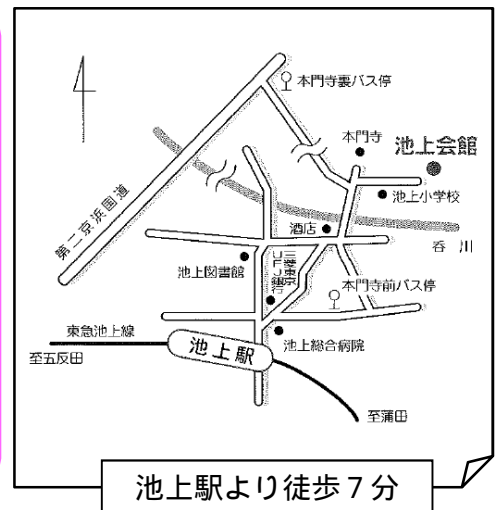 本門寺裏バス停
本門寺
池上会館
池上小学校
第二京浜国道
酒店
呑川
池上図書館
三菱東京
UFJ銀行
本門寺前バス停
東急池上線
池上駅
池上総合病院
至五反田
至蒲田
池上駅より徒歩7分